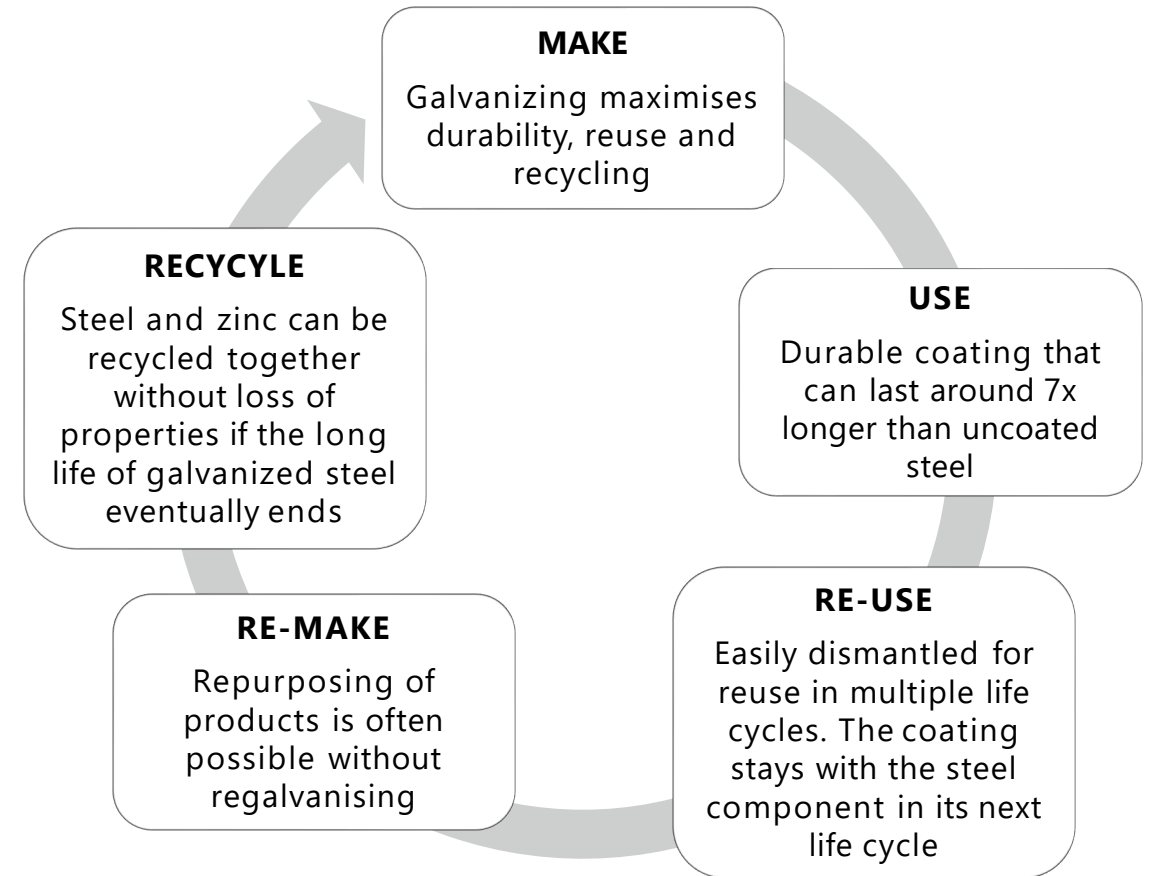 MAKE
Galvanizing maximises
durability, reuse and
recycling
USE
Durable coating that
can last around 7x
longer than uncoated
steel
RE-USE
Easily dismantled for
reuse in multiple life
cycles. The coating
stays with the steel
component in its next
life cycle
RE-MAKE
Repurposing of
products is often
possible without
regalvanising
RECYCYLE
Steel and zinc can be
recycled together
without loss of
properties if the long
life of galvanized steel
eventually ends